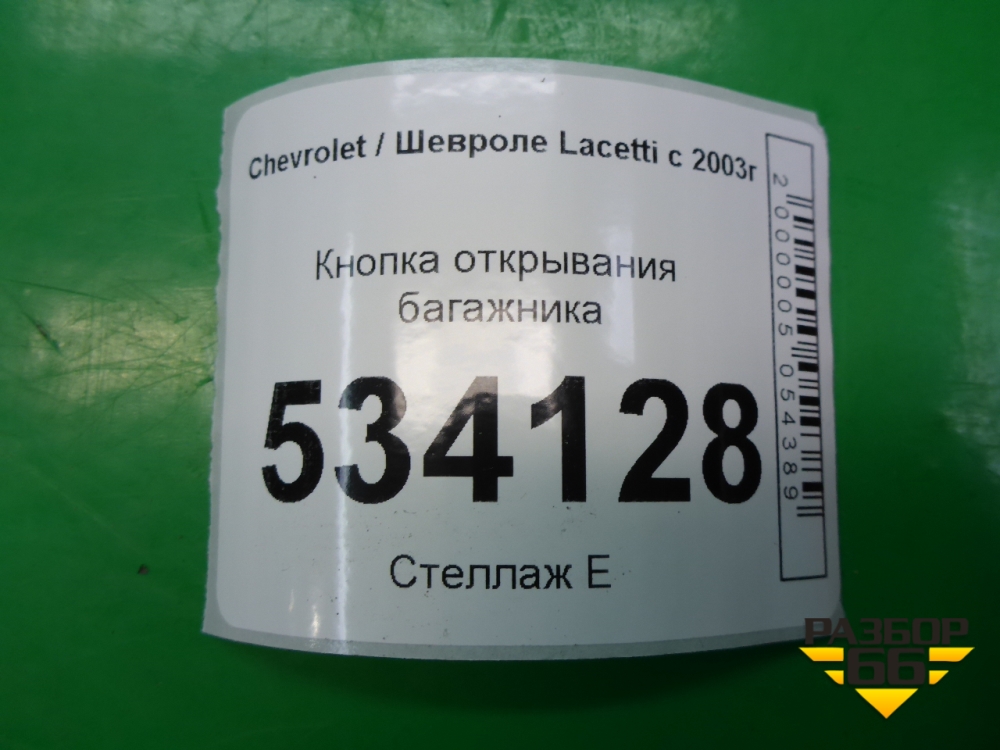 Chevrolet / Шевроле Lacetti с 2003г
Кнопка открывания
багажника
534128
Стеллаж Е
2000005054389
РАЗБОР
66